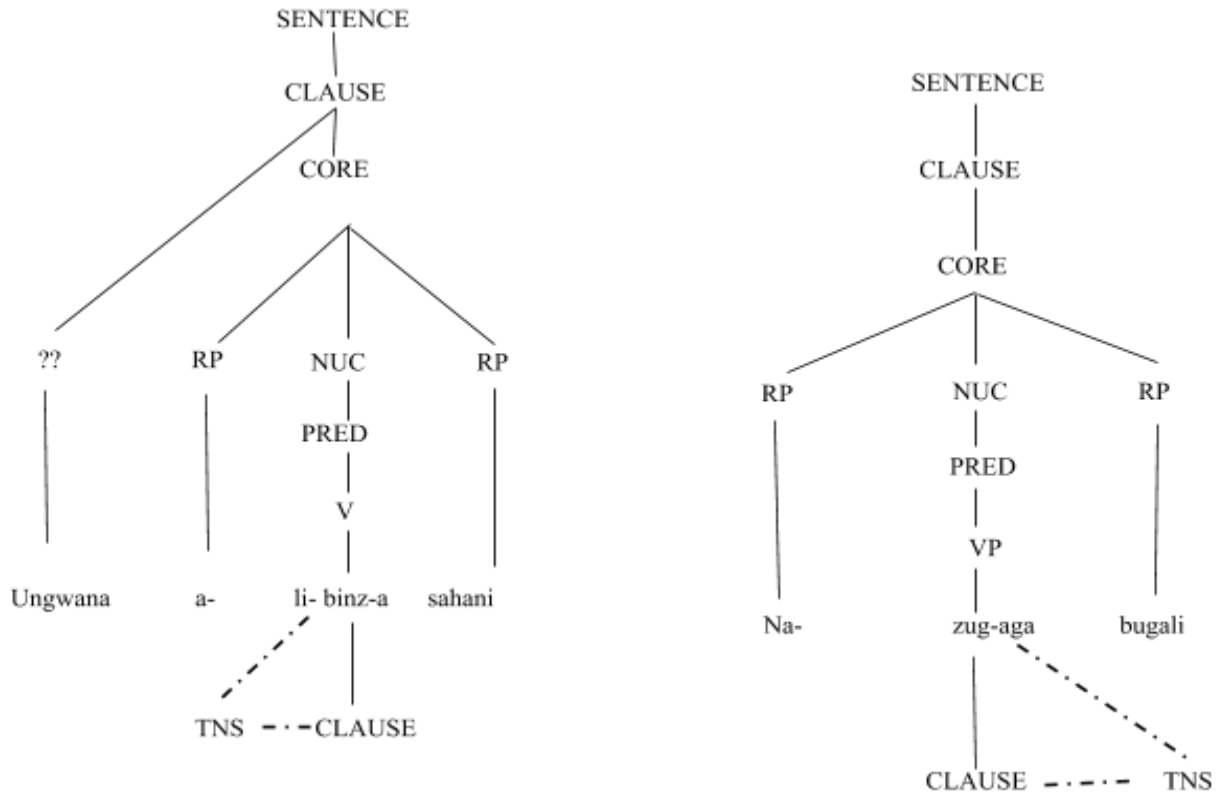 SENTENCE
CLAUSE
CORE
?? RP NUC RP
PRED
V
Ungwana a- li- binz-a sahani
TNS CLAUSE
SENTENCE
CLAUSE
CORE
RP NUC RP
PRED
VP
Na- zug-aga bugali
CLAUSE TNS